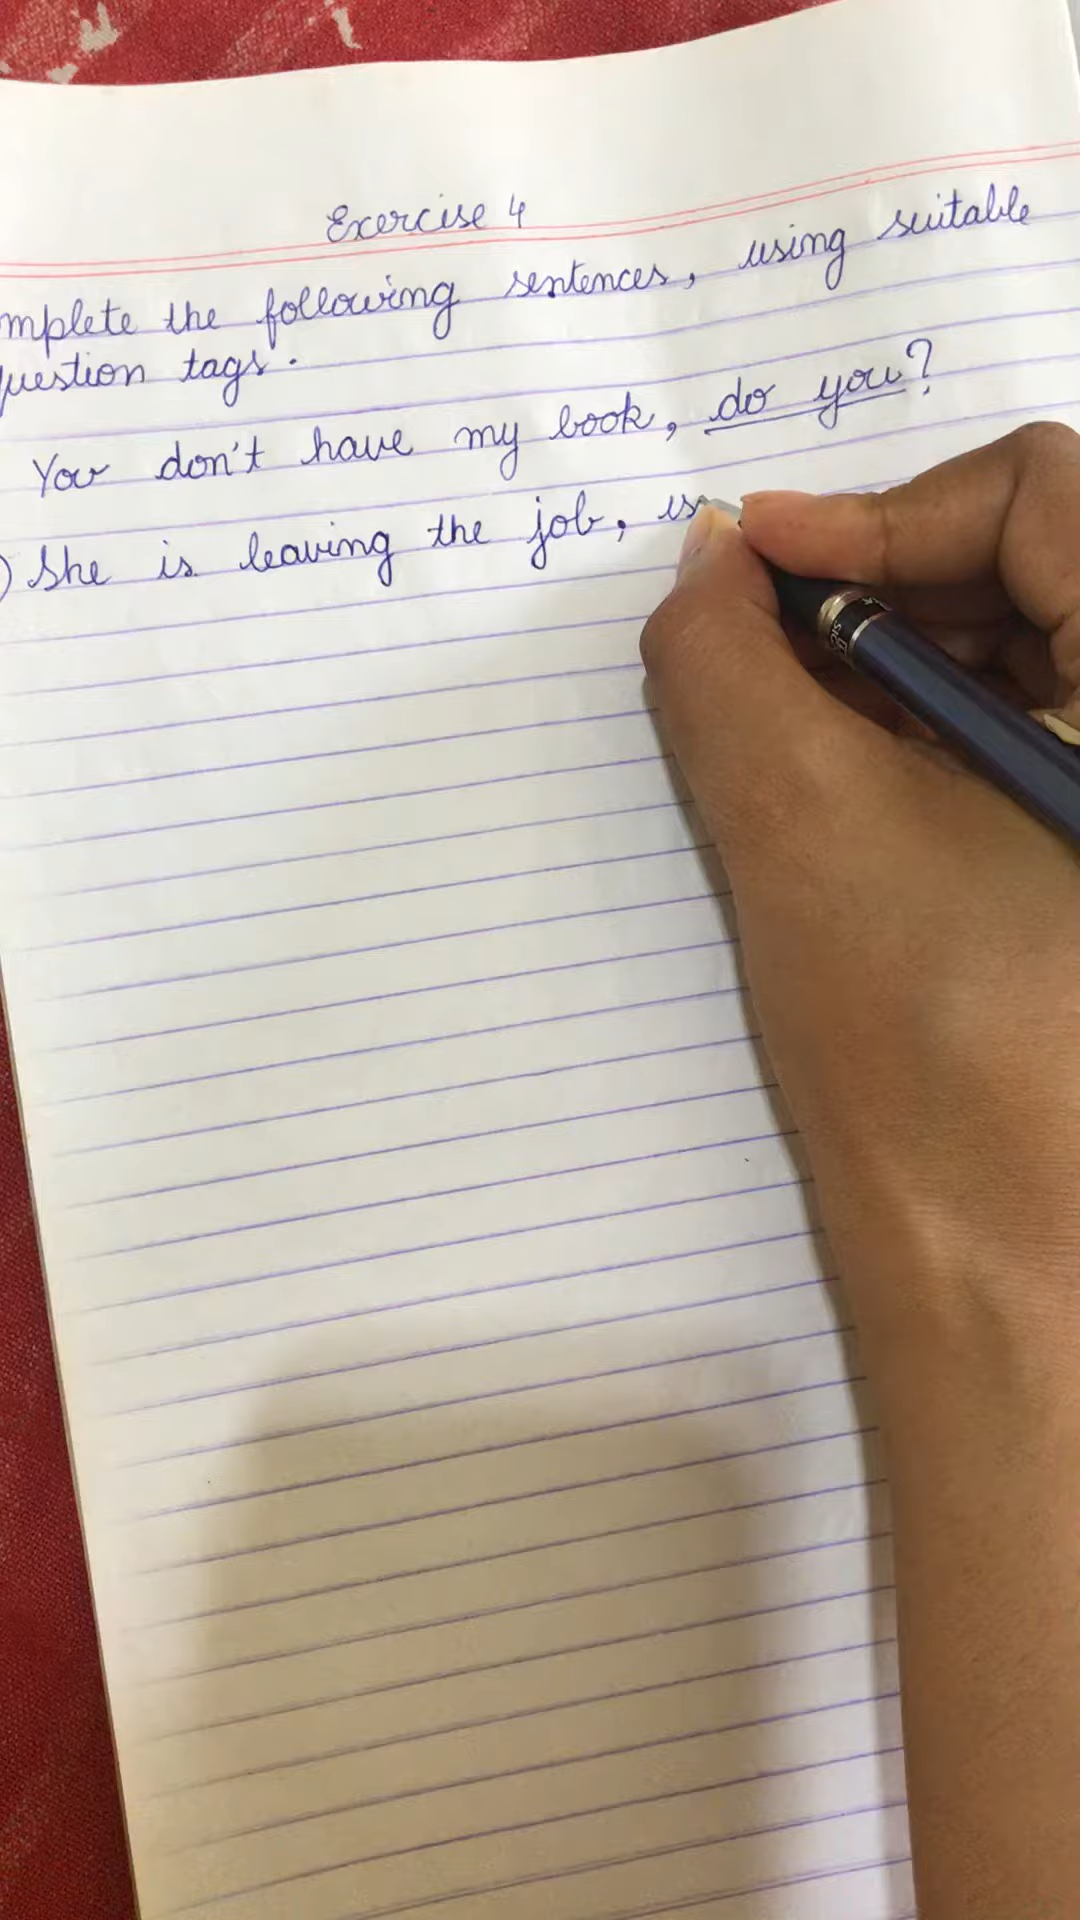 Exercise 4
mplete the following sentences, using suitable
question tags.
You don't have my book, do you?
) She is leaving the job, is